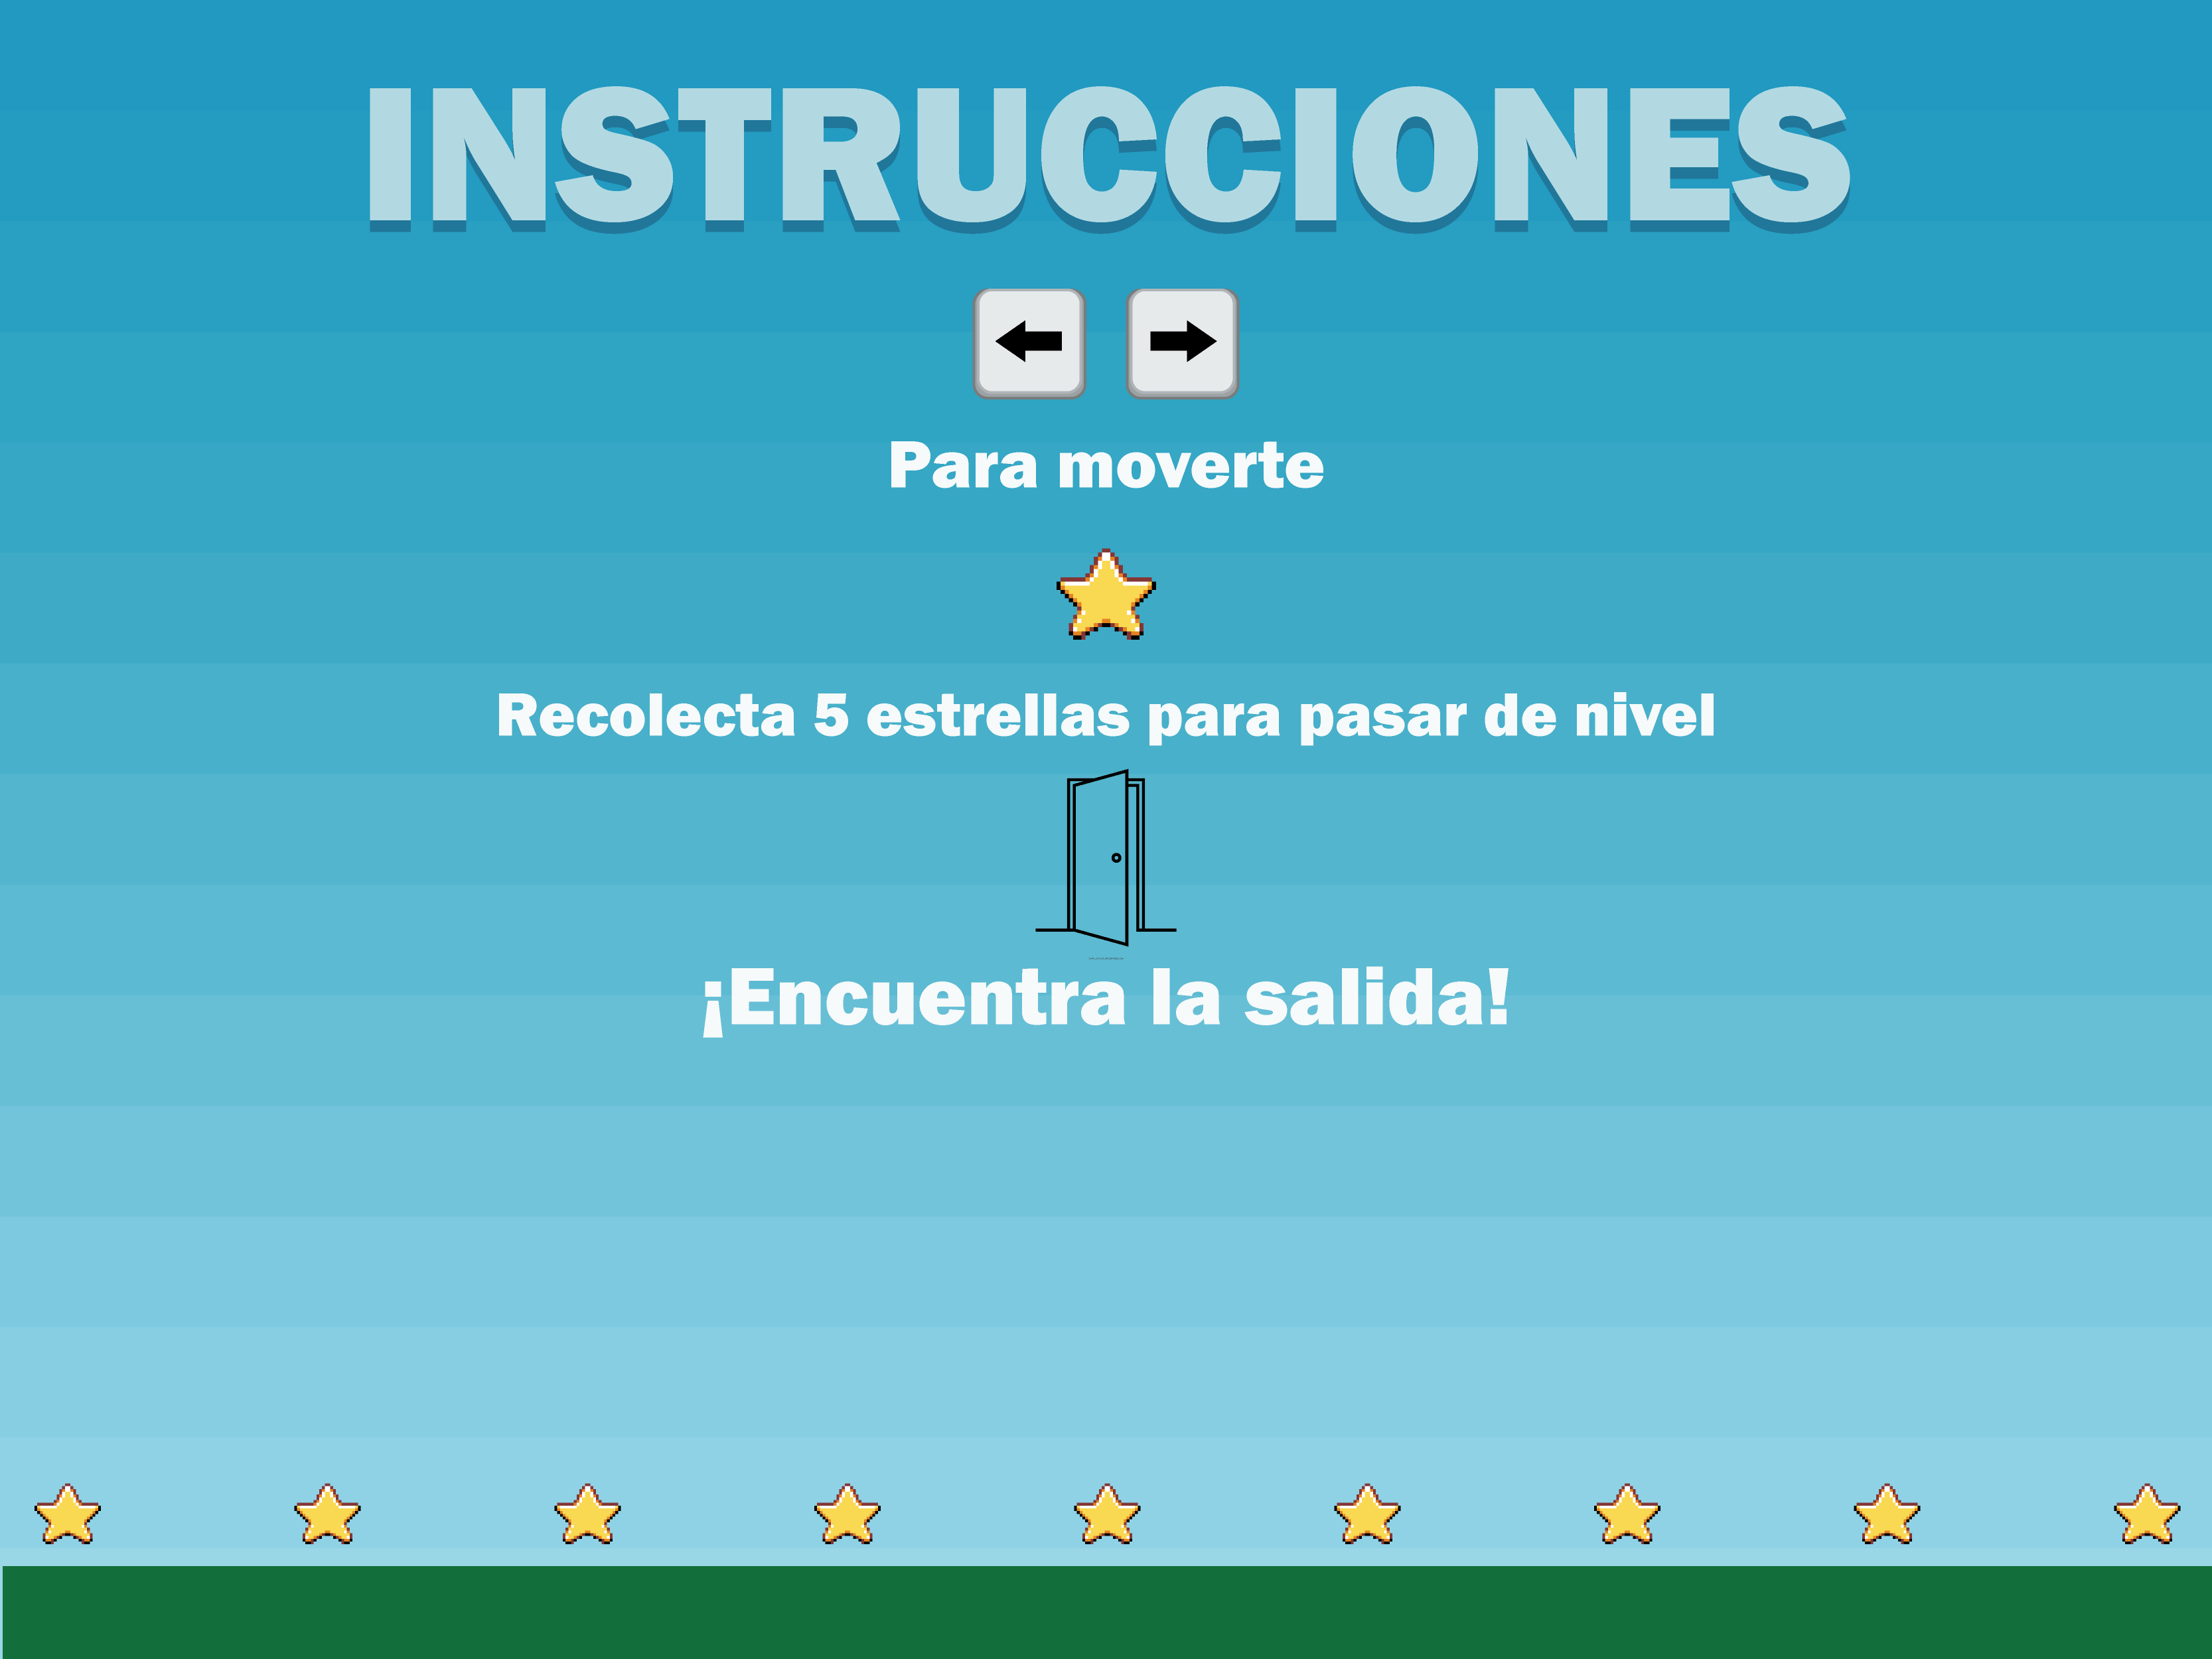 INSTRUCCIONES
Para moverte
Recolecta 5 estrellas para pasar de nivel
¡Encuentra la salida!